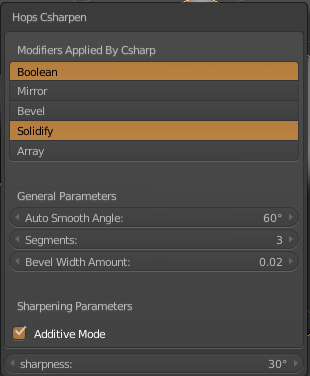 Hops Csharpen
Modifiers Applied By Csharp
Boolean
Mirror
Bevel
Solidify
Array
General Parameters
Auto Smooth Angle: 60°
Segments: 3
Bevel Width Amount: 0.02
Sharpening Parameters
Additive Mode
sharpness: 30°